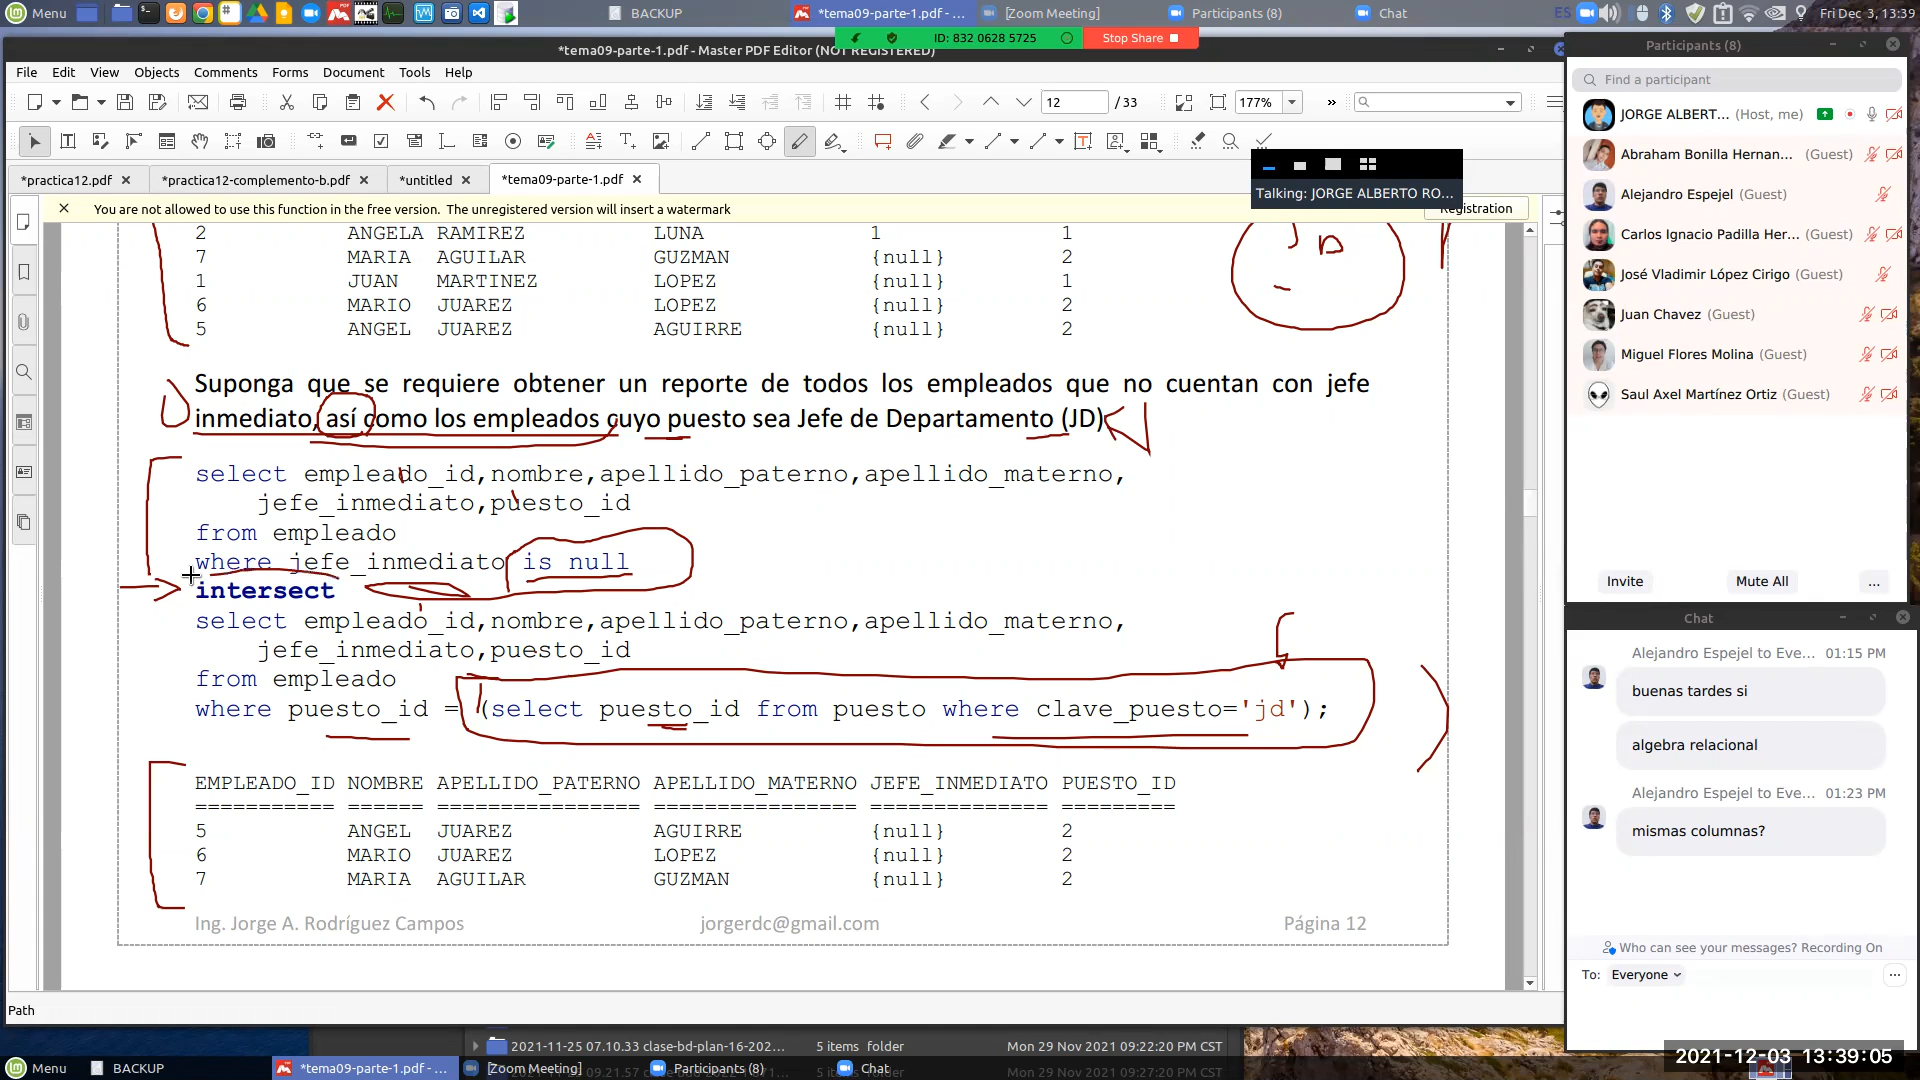 Menu
BACKUP
*tema09-parte-1.pdf - ...
[Zoom Meeting]
Participants (8)
Chat
ES
Fri Dec 3, 13:39
*tema09-parte-1.pdf - Master PDF Editor (NOT REGISTERED)
ID: 832 0628 5725
Stop Share
File Edit View Objects Comments Forms Document Tools Help
12 / 33
177%
*practica12.pdf
*practica12-complemento-b.pdf
*untitled
*tema09-parte-1.pdf
Talking: JORGE ALBERTO RO...
You are not allowed to use this function in the free version. The unregistered version will insert a watermark
Registration
2 ANGELA RAMIREZ LUNA 1 1
7 MARIA AGUILAR GUZMAN {null} 2
1 JUAN MARTINEZ LOPEZ {null} 1
6 MARIO JUAREZ LOPEZ {null} 2
5 ANGEL JUAREZ AGUIRRE {null} 2
Suponga que se requiere obtener un reporte de todos los empleados que no cuentan con jefe
inmediato, así como los empleados cuyo puesto sea Jefe de Departamento (JD)
select empleado_id,nombre,apellido_paterno,apellido_materno,
jefe_inmediato,puesto_id
from empleado
where jefe_inmediato is null
intersect
select empleado_id,nombre,apellido_paterno,apellido_materno,
jefe_inmediato,puesto_id
from empleado
where puesto_id = (select puesto_id from puesto where clave_puesto='jd');
EMPLEADO_ID NOMBRE APELLIDO_PATERNO APELLIDO_MATERNO JEFE_INMEDIATO PUESTO_ID
=========== ====== ================ ================ ============== =========
5 ANGEL JUAREZ AGUIRRE {null} 2
6 MARIO JUAREZ LOPEZ {null} 2
7 MARIA AGUILAR GUZMAN {null} 2
Ing. Jorge A. Rodríguez Campos jorgerdc@gmail.com Página 12
Path
Participants (8)
Find a participant
JORGE ALBERT... (Host, me)
Abraham Bonilla Hernan... (Guest)
Alejandro Espejel (Guest)
Carlos Ignacio Padilla Her... (Guest)
José Vladimir López Cirigo (Guest)
Juan Chavez (Guest)
Miguel Flores Molina (Guest)
Saul Axel Martínez Ortiz (Guest)
Invite
Mute All
...
Chat
Alejandro Espejel to Eve... 01:15 PM
buenas tardes si
algebra relacional
Alejandro Espejel to Eve... 01:23 PM
mismas columnas?
Who can see your messages? Recording On
To: Everyone
2021-11-25 07.10.33 clase-bd-plan-16-202... 5 items folder Mon 29 Nov 2021 09:22:20 PM CST
2021-12-03 13:39:05
Menu
BACKUP
*tema09-parte-1.pdf - ...
[Zoom Meeting]
Participants (8)
Chat